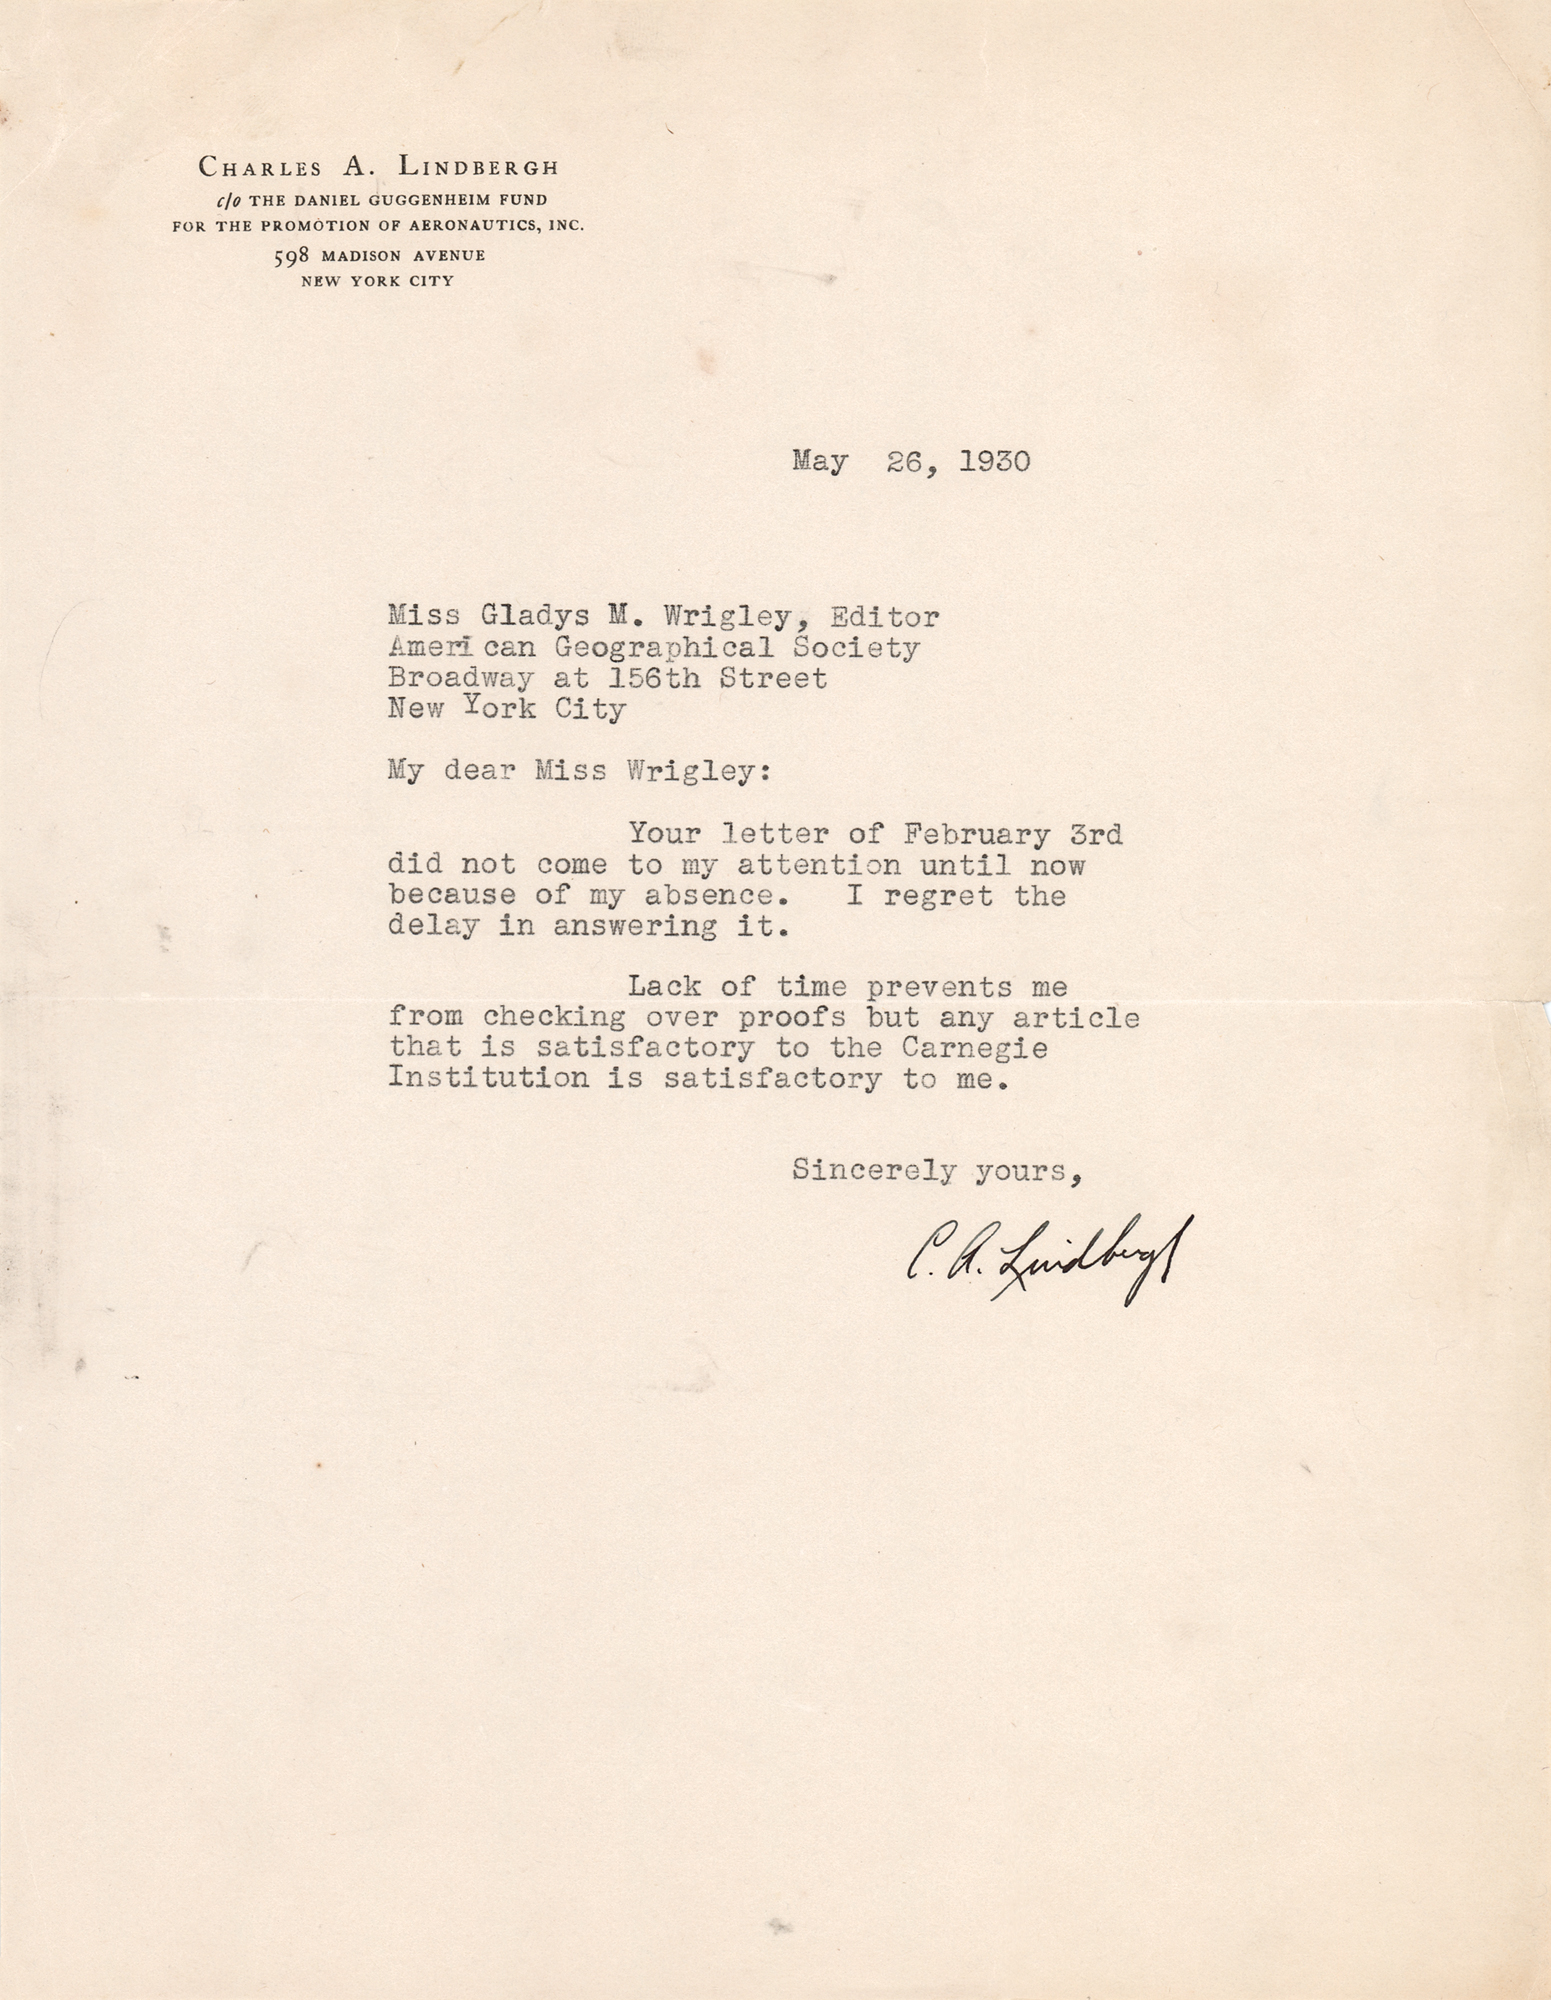 CHARLES A. LINDBERGH
c/o THE DANIEL GUGGENHEIM FUND
FOR THE PROMOTION OF AERONAUTICS, INC.
598 MADISON AVENUE
NEW YORK CITY
May  26, 1930
Miss Gladys M. Wrigley, Editor
American Geographical Society
Broadway at 156th Street
New York City
My dear Miss Wrigley:
Your letter of February 3rd
did not come to my attention until now
because of my absence.   I regret the
delay in answering it.
Lack of time prevents me
from checking over proofs but any article
that is satisfactory to the Carnegie
Institution is satisfactory to me.
Sincerely yours,
C. A. Lindbergh